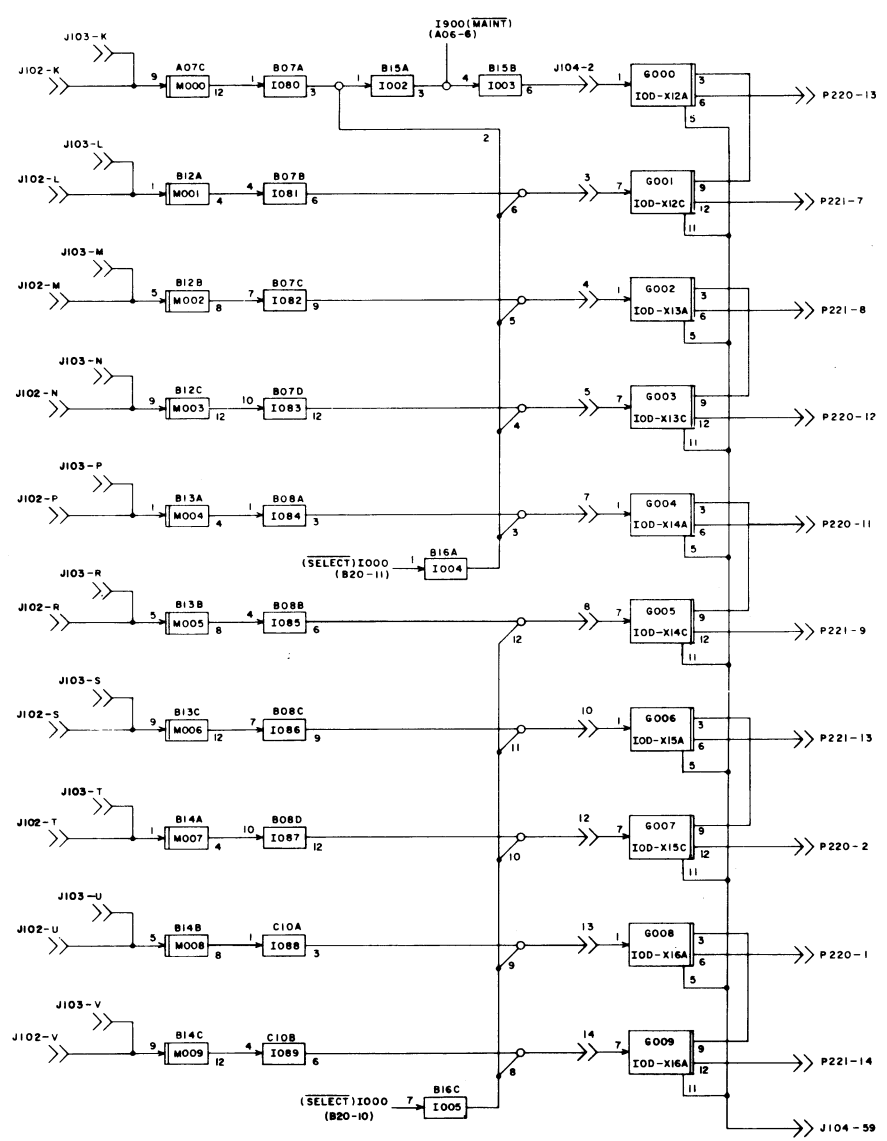 I900(MAINT)
(A06-6)
J103-K
J102-K
9
A07C
M000
12
1
B07A
I080
3
1
B15A
I002
3
4
B15B
I003
6
J104-2
1
G000
IOD-X12A
3
6
5
P220-13
2
J103-L
J102-L
1
B12A
M001
4
4
B07B
I081
6
6
3
7
G001
IOD-X12C
9
12
11
P221-7
J103-M
J102-M
5
B12B
M002
8
7
B07C
I082
9
5
4
1
G002
IOD-X13A
3
6
5
P221-8
J103-N
J102-N
9
B12C
M003
12
10
B07D
I083
12
4
5
7
G003
IOD-X13C
9
12
11
P220-12
J103-P
J102-P
1
B13A
M004
4
1
B08A
I084
3
3
7
1
G004
IOD-X14A
3
6
5
P220-11
(SELECT)I000
(B20-11)
1
B16A
I004
J103-R
J102-R
5
B13B
M005
8
4
B08B
I085
6
12
8
7
G005
IOD-X14C
9
12
11
P221-9
J103-S
J102-S
9
B13C
M006
12
7
B08C
I086
9
11
10
1
G006
IOD-X15A
3
6
5
P221-13
J103-T
J102-T
1
B14A
M007
4
10
B08D
I087
12
10
12
7
G007
IOD-X15C
9
12
11
P220-2
J103-U
J102-U
5
B14B
M008
8
1
C10A
I088
3
9
13
1
G008
IOD-X16A
3
6
5
P220-1
J103-V
J102-V
9
B14C
M009
12
4
C10B
I089
6
8
14
7
G009
IOD-X16A
9
12
11
P221-14
(SELECT)I000
(B20-10)
7
B16C
I005
J104-59